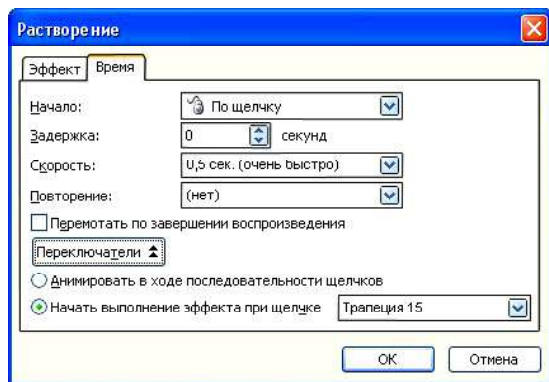 Растворение
Эффект Время
Начало: По щелчку
Задержка: 0 секунд
Скорость: 0,5 сек. (очень быстро)
Повторение: (нет)
Перемотать по завершении воспроизведения
Переключатели
Анимировать в ходе последовательности щелчков
Начать выполнение эффекта при щелчке Трапеция 15
ОК Отмена